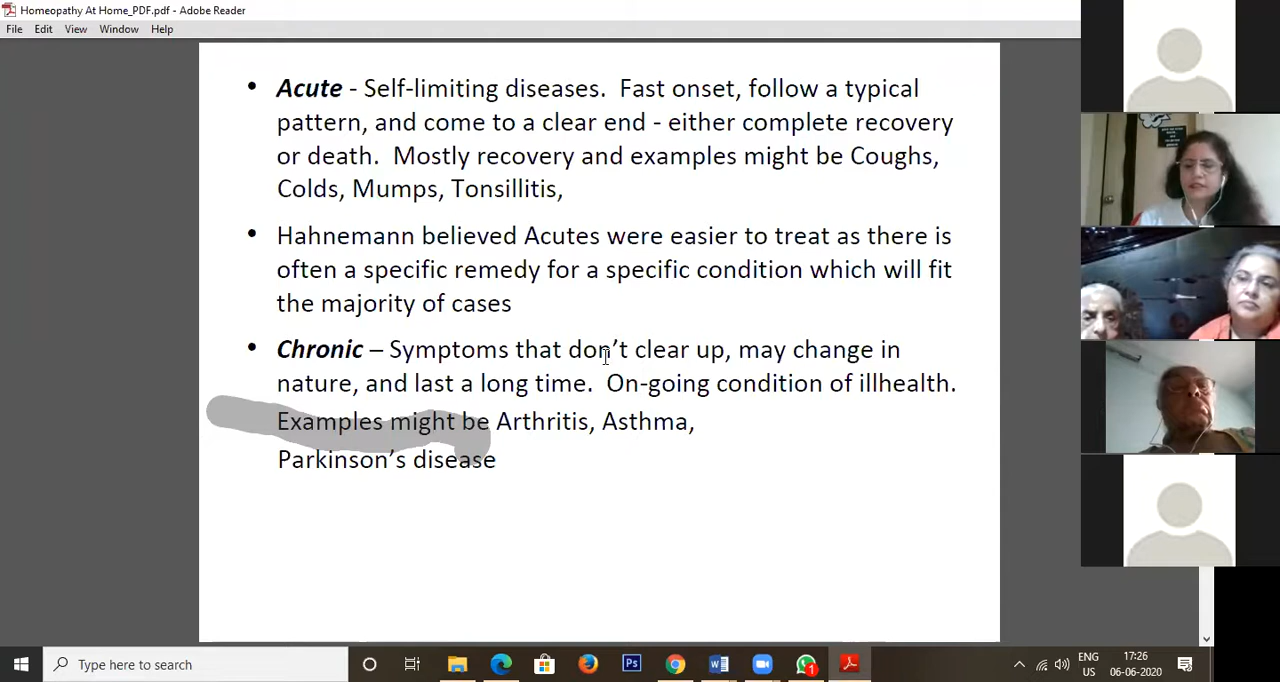 Homeopathy At Home_PDF.pdf - Adobe Reader
File Edit View Window Help
• Acute - Self-limiting diseases. Fast onset, follow a typical
pattern, and come to a clear end - either complete recovery
or death. Mostly recovery and examples might be Coughs,
Colds, Mumps, Tonsillitis,
• Hahnemann believed Acutes were easier to treat as there is
often a specific remedy for a specific condition which will fit
the majority of cases
• Chronic – Symptoms that don’t clear up, may change in
nature, and last a long time. On-going condition of illhealth.
Examples might be Arthritis, Asthma,
Parkinson’s disease
Type here to search
Ps
W
1
ENG
US
17:26
06-06-2020